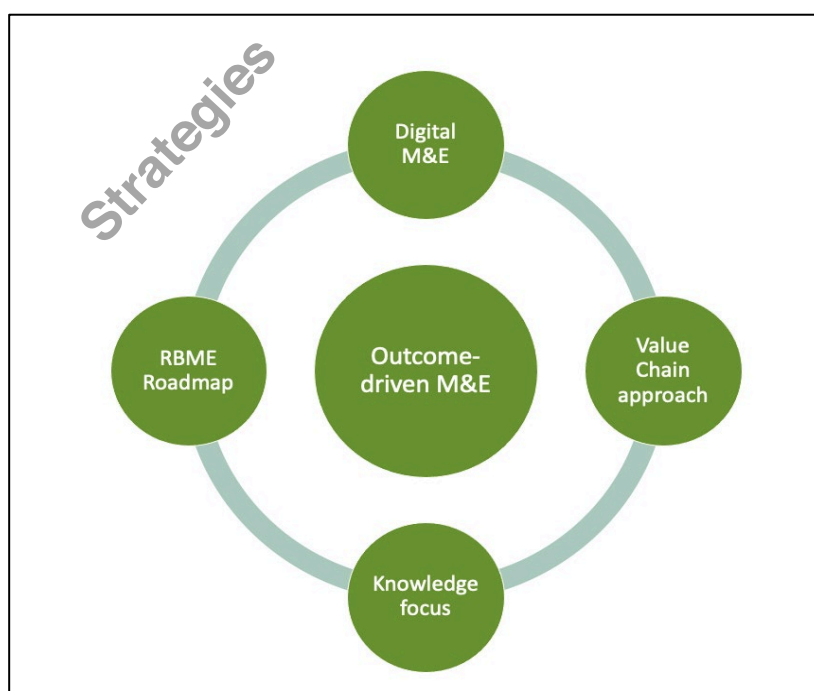 Strategies
Digital
M&E
RBME
Roadmap
Outcome-
driven M&E
Value
Chain
approach
Knowledge
focus